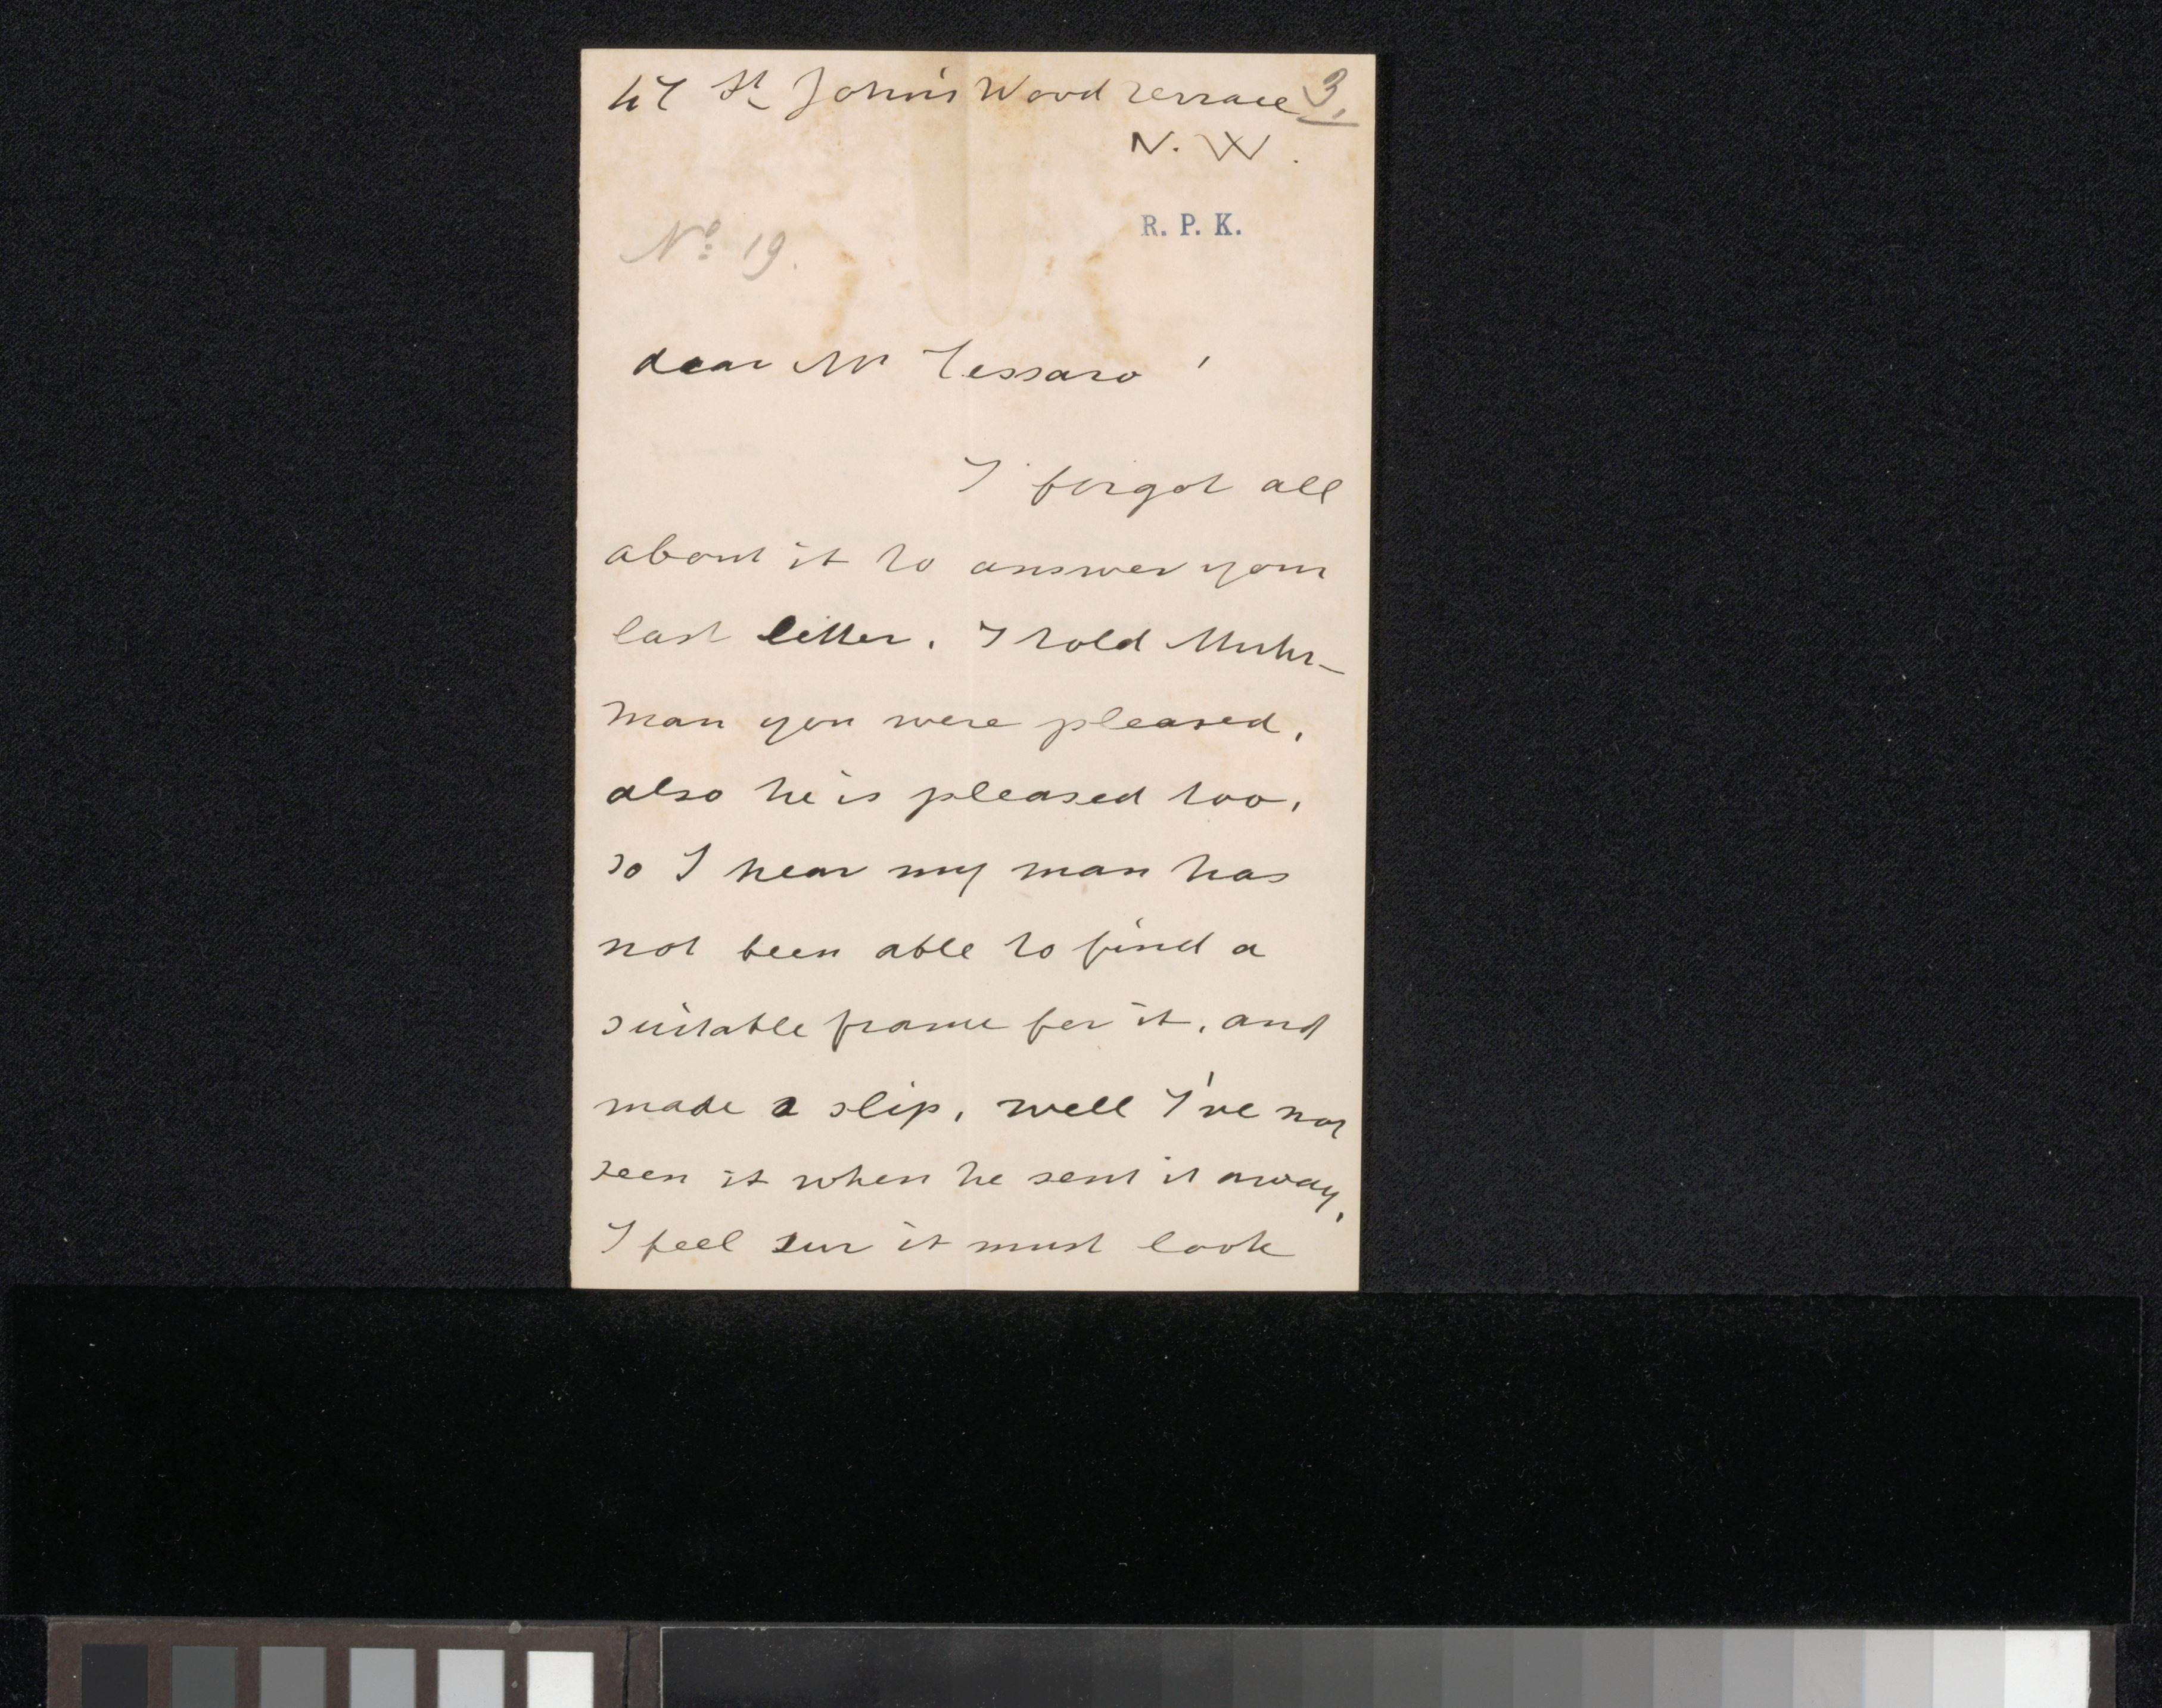 47 St John's Wood Terrace 3.
N. W.
R. P. K.
No 19.
dear Mr Tessaro !
I forgot all
about it to answer your
last letter. I told Muhr-
man you were pleased,
also he is pleased too,
so I hear my man has
not been able to find a
suitable frame for it, and
made a slip, well I've not
seen it when he sent it away,
I feel sur it must look